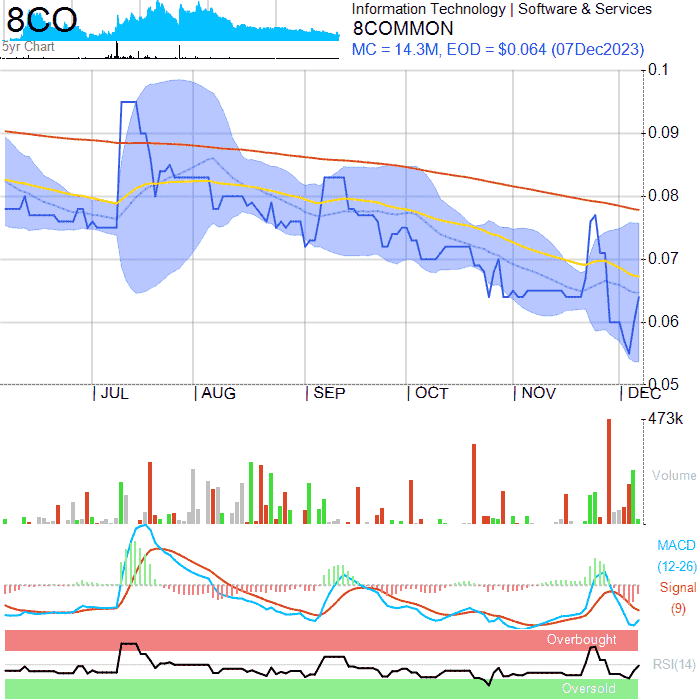 8CO
5yr Chart
Information Technology | Software & Services
8COMMON
MC = 14.3M, EOD = $0.064 (07Dec2023)
0.1
0.09
0.08
0.07
0.06
0.05
JUL AUG SEP OCT NOV DEC
473k
Volume
MACD
(12-26)
Signal
(9)
Overbought
RSI(14)
Oversold